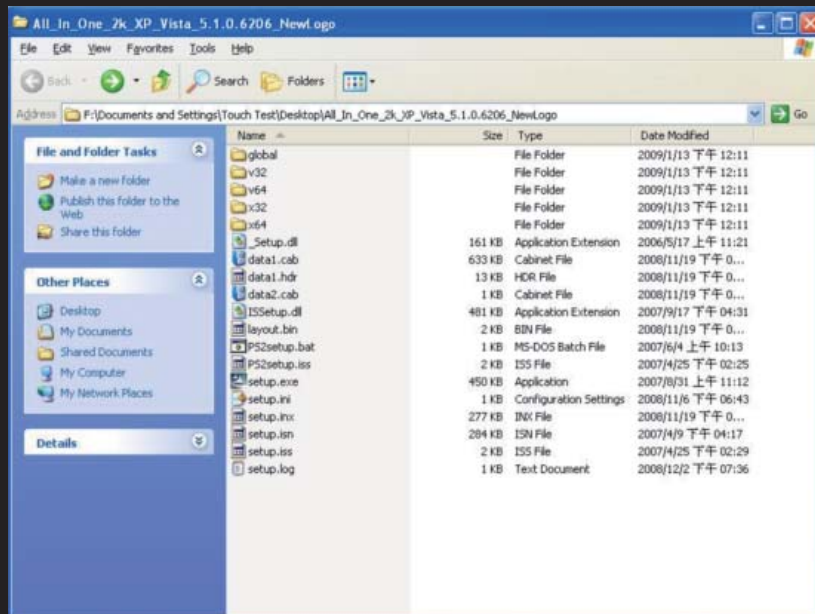 All_In_One_2k_XP_Vista_5.1.0.6206_NewLogo
File Edit View Favorites Tools Help
Back Search Folders
Address F:\Documents and Settings\Touch Test\Desktop\All_In_One_2k_XP_Vista_5.1.0.6206_NewLogo Go
File and Folder Tasks
Make a new folder
Publish this folder to the
Web
Share this folder
Other Places
Desktop
My Documents
Shared Documents
My Computer
My Network Places
Details
Name Size Type Date Modified
global File Folder 2009/1/13 下午 12:11
v32 File Folder 2009/1/13 下午 12:11
v64 File Folder 2009/1/13 下午 12:11
x32 File Folder 2009/1/13 下午 12:11
x64 File Folder 2009/1/13 下午 12:11
_Setup.dll 161 KB Application Extension 2006/5/17 上午 11:21
data1.cab 633 KB Cabinet File 2008/11/19 下午 0...
data1.hdr 13 KB HDR File 2008/11/19 下午 0...
data2.cab 1 KB Cabinet File 2008/11/19 下午 0...
ISSetup.dll 481 KB Application Extension 2007/9/17 下午 04:31
layout.bin 2 KB BIN File 2008/11/19 下午 0...
PS2setup.bat 1 KB MS-DOS Batch File 2007/6/4 上午 10:13
PS2setup.iss 2 KB ISS File 2007/4/25 下午 02:25
setup.exe 450 KB Application 2007/8/31 上午 11:12
setup.ini 1 KB Configuration Settings 2008/11/6 下午 06:43
setup.inx 277 KB INX File 2008/11/19 下午 0...
setup.isn 284 KB ISN File 2007/4/9 下午 04:17
setup.iss 2 KB ISS File 2007/4/25 下午 02:29
setup.log 1 KB Text Document 2008/12/2 下午 07:36